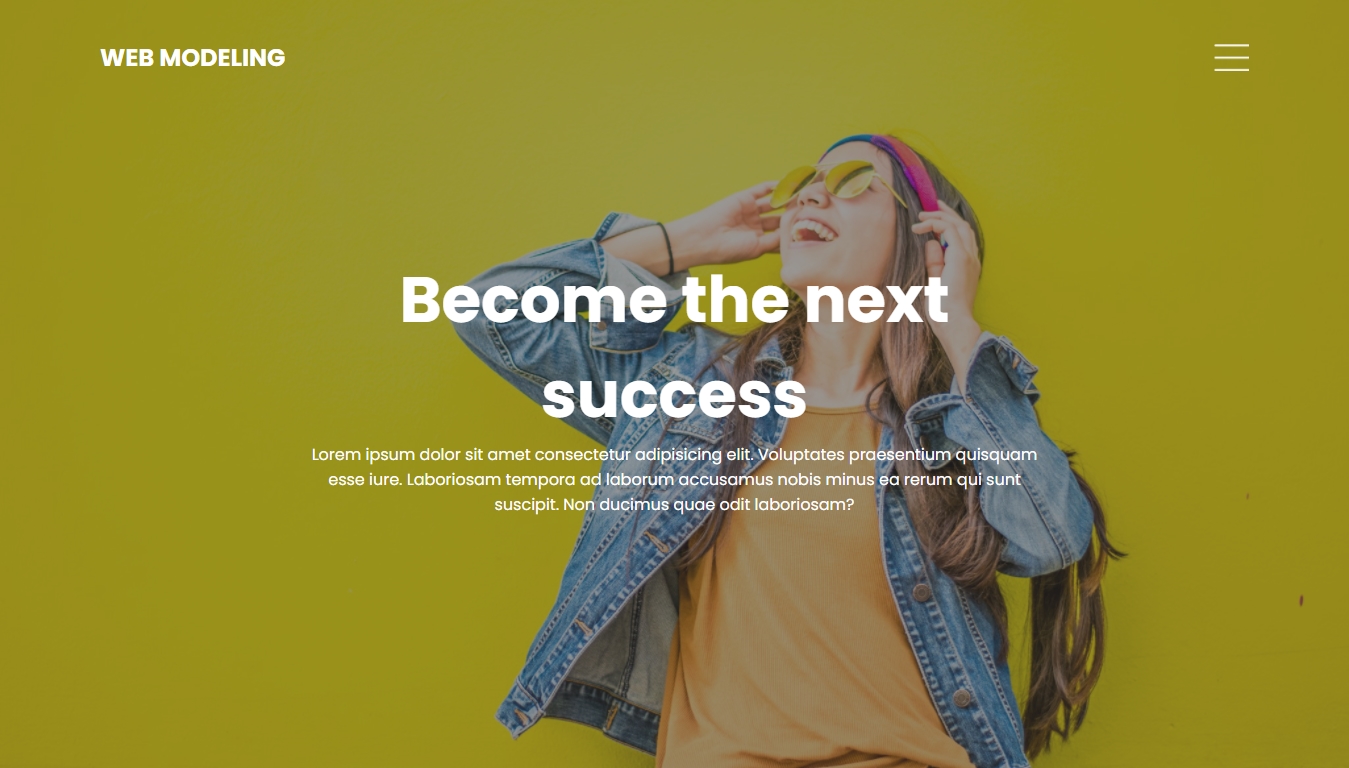 WEB MODELING
Become the next
success
Lorem ipsum dolor sit amet consectetur adipisicing elit. Voluptates praesentium quisquam
esse iure. Laboriosam tempora ad laborum accusamus nobis minus ea rerum qui sunt
suscipit. Non ducimus quae odit laboriosam?